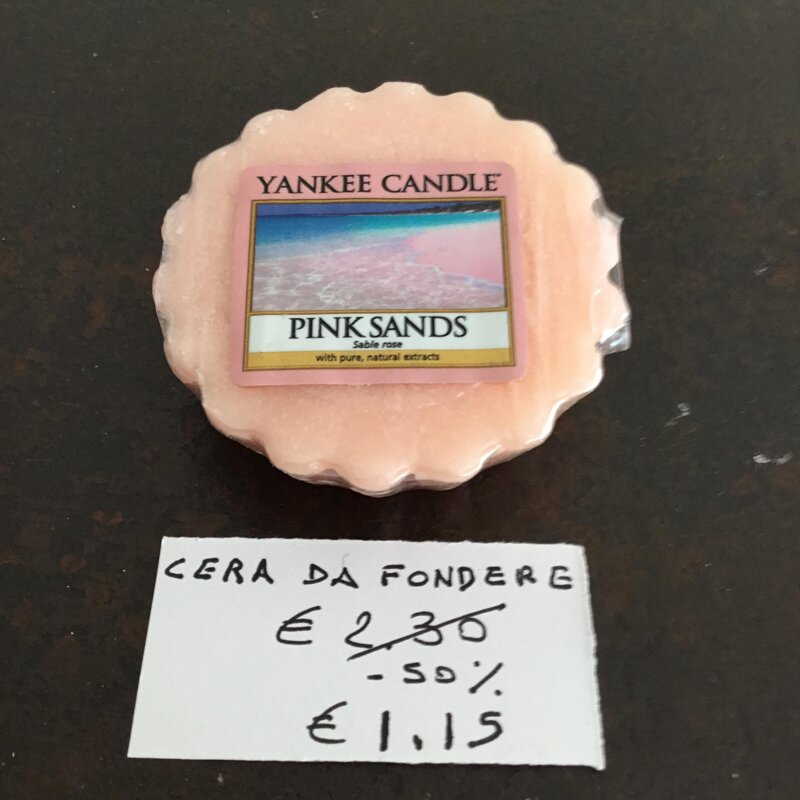 YANKEE CANDLE
PINK SANDS
Sable rose
with pure, natural extracts
CERA DA FONDERE
€ 2.30
-50%
€ 1.15